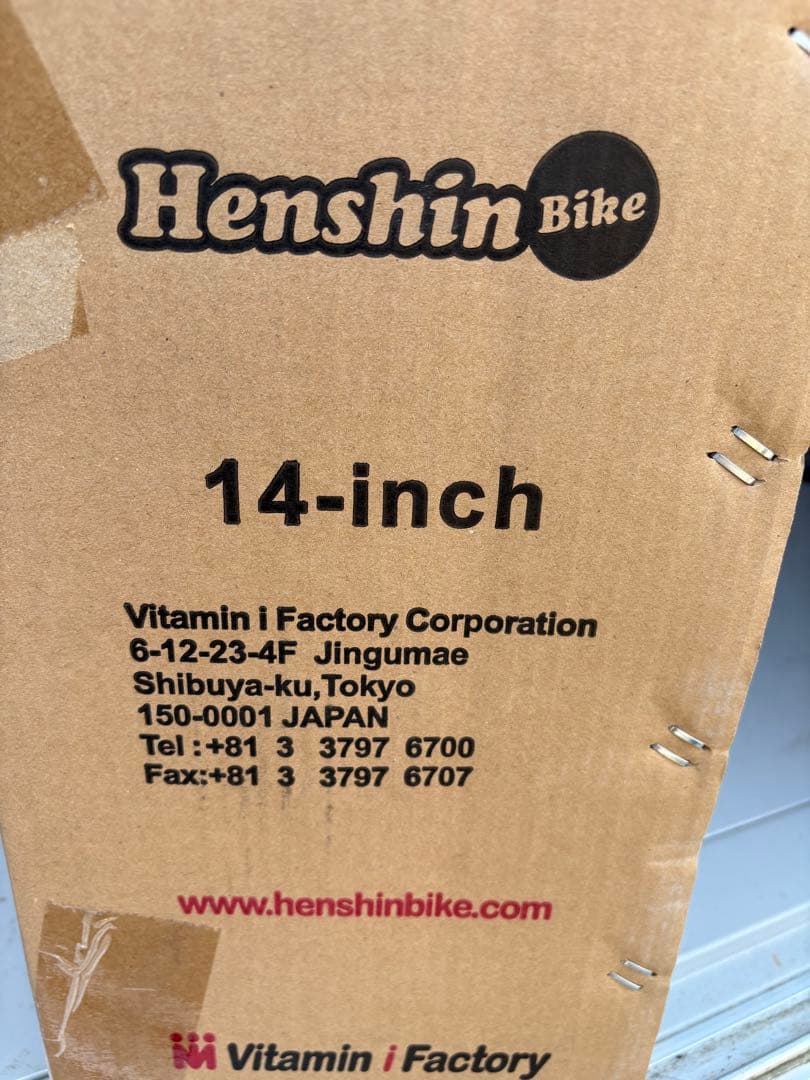 Henshin Bike
14-inch
Vitamin i Factory Corporation
6-12-23-4F Jingumae
Shibuya-ku,Tokyo
150-0001 JAPAN
Tel :+81 3 3797 6700
Fax:+81 3 3797 6707
www.henshinbike.com
Vitamin i Factory